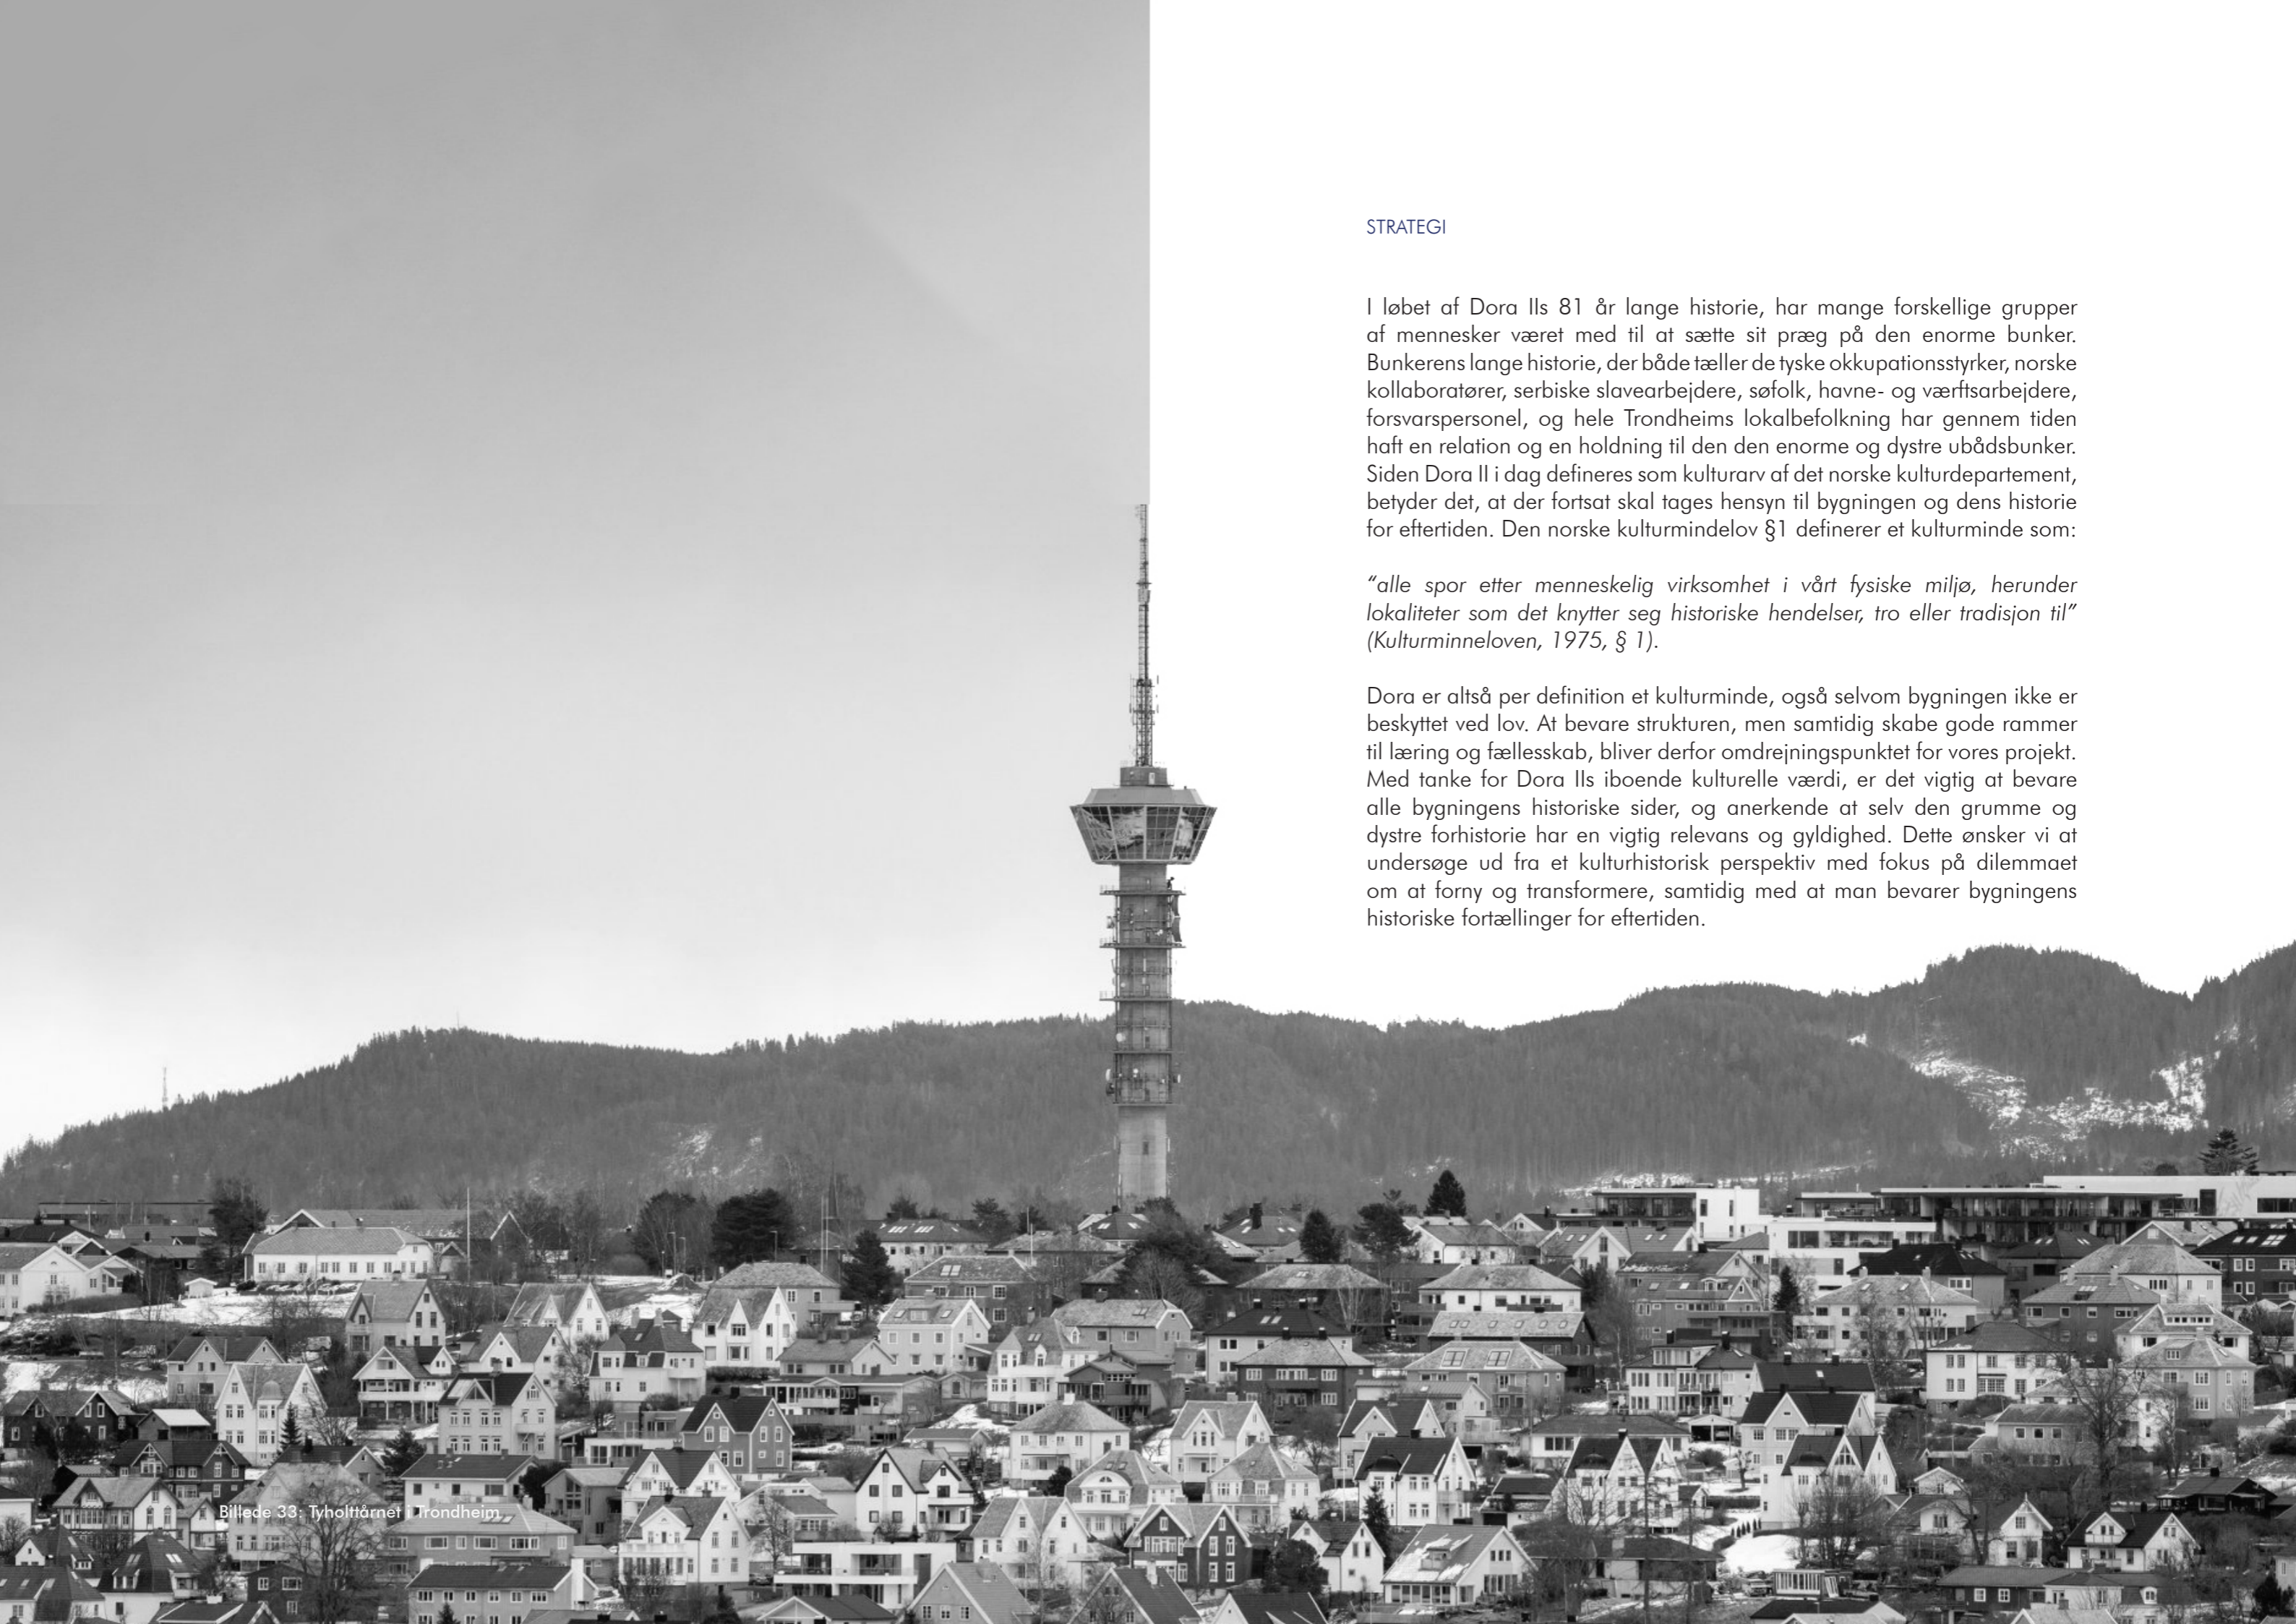 STRATEGI
I løbet af Dora IIs 81 år lange historie, har mange forskellige grupper
af mennesker været med til at sætte sit præg på den enorme bunker.
Bunkerens lange historie, der både tæller de tyske okkupationsstyrker, norske
kollaboratører, serbiske slavearbejdere, søfolk, havne- og værftsarbejdere,
forsvarspersonel, og hele Trondheims lokalbefolkning har gennem tiden
haft en relation og en holdning til den den enorme og dystre ubådsbunker.
Siden Dora II i dag defineres som kulturarv af det norske kulturdepartement,
betyder det, at der fortsat skal tages hensyn til bygningen og dens historie
for eftertiden. Den norske kulturmindelov §1 definerer et kulturminde som:
“alle spor etter menneskelig virksomhet i vårt fysiske miljø, herunder
lokaliteter som det knytter seg historiske hendelser, tro eller tradisjon til”
(Kulturminneloven, 1975, § 1).
Dora er altså per definition et kulturminde, også selvom bygningen ikke er
beskyttet ved lov. At bevare strukturen, men samtidig skabe gode rammer
til læring og fællesskab, bliver derfor omdrejningspunktet for vores projekt.
Med tanke for Dora IIs iboende kulturelle værdi, er det vigtig at bevare
alle bygningens historiske sider, og anerkende at selv den grumme og
dystre forhistorie har en vigtig relevans og gyldighed. Dette ønsker vi at
undersøge ud fra et kulturhistorisk perspektiv med fokus på dilemmaet
om at forny og transformere, samtidig med at man bevarer bygningens
historiske fortællinger for eftertiden.
Billede 33: Tyholttårnet i Trondheim